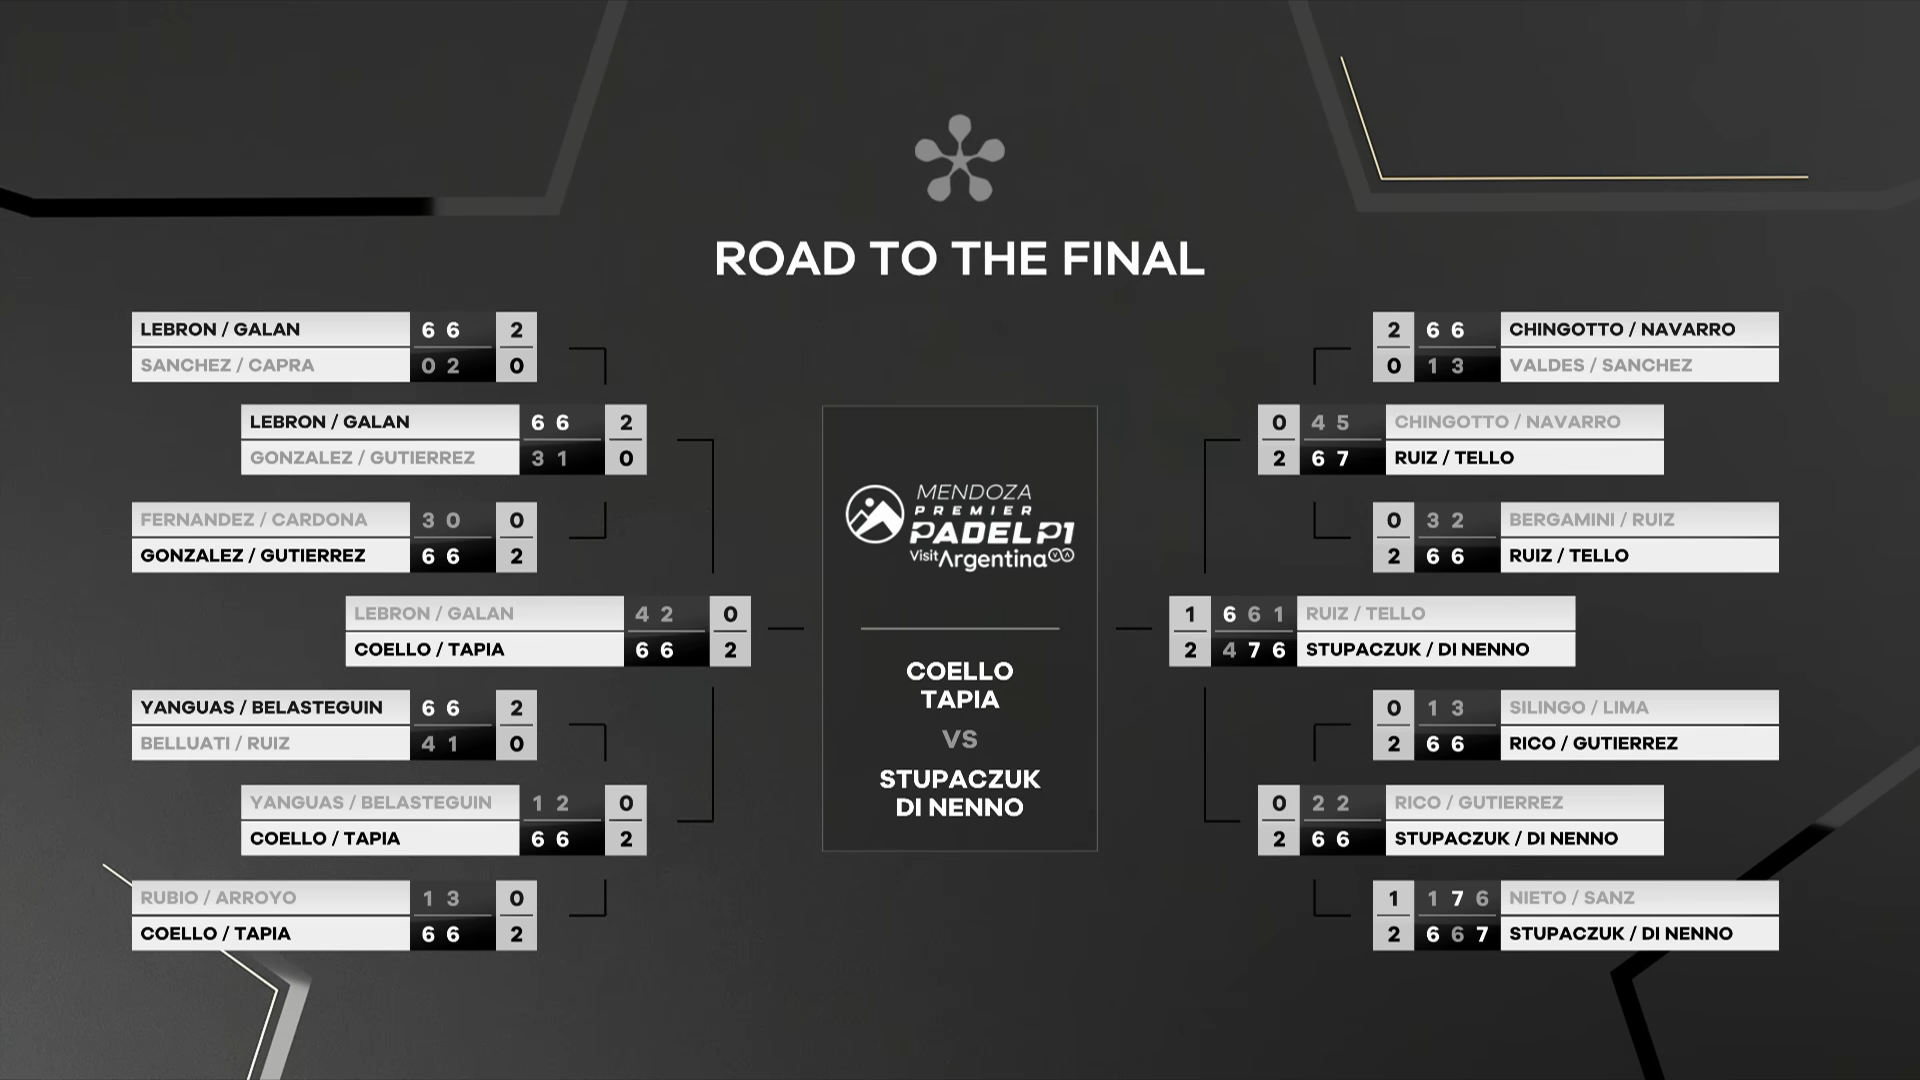 ROAD TO THE FINAL
LEBRON / GALAN 6 6 2
SANCHEZ / CAPRA 0 2 0
LEBRON / GALAN 6 6 2
GONZALEZ / GUTIERREZ 3 1 0
FERNANDEZ / CARDONA 3 0 0
GONZALEZ / GUTIERREZ 6 6 2
LEBRON / GALAN 4 2 0
COELLO / TAPIA 6 6 2
YANGUAS / BELASTEGUIN 6 6 2
BELLUATI / RUIZ 4 1 0
YANGUAS / BELASTEGUIN 1 2 0
COELLO / TAPIA 6 6 2
RUBIO / ARROYO 1 3 0
COELLO / TAPIA 6 6 2
MENDOZA
PREMIER
PADEL P1
Visit Argentina
COELLO
TAPIA
VS
STUPACZUK
DI NENNO
2 6 6 CHINGOTTO / NAVARRO
0 1 3 VALDES / SANCHEZ
0 4 5 CHINGOTTO / NAVARRO
2 6 7 RUIZ / TELLO
0 3 2 BERGAMINI / RUIZ
2 6 6 RUIZ / TELLO
1 6 6 1 RUIZ / TELLO
2 4 7 6 STUPACZUK / DI NENNO
0 1 3 SILINGO / LIMA
2 6 6 RICO / GUTIERREZ
0 2 2 RICO / GUTIERREZ
2 6 6 STUPACZUK / DI NENNO
1 1 7 6 NIETO / SANZ
2 6 6 7 STUPACZUK / DI NENNO